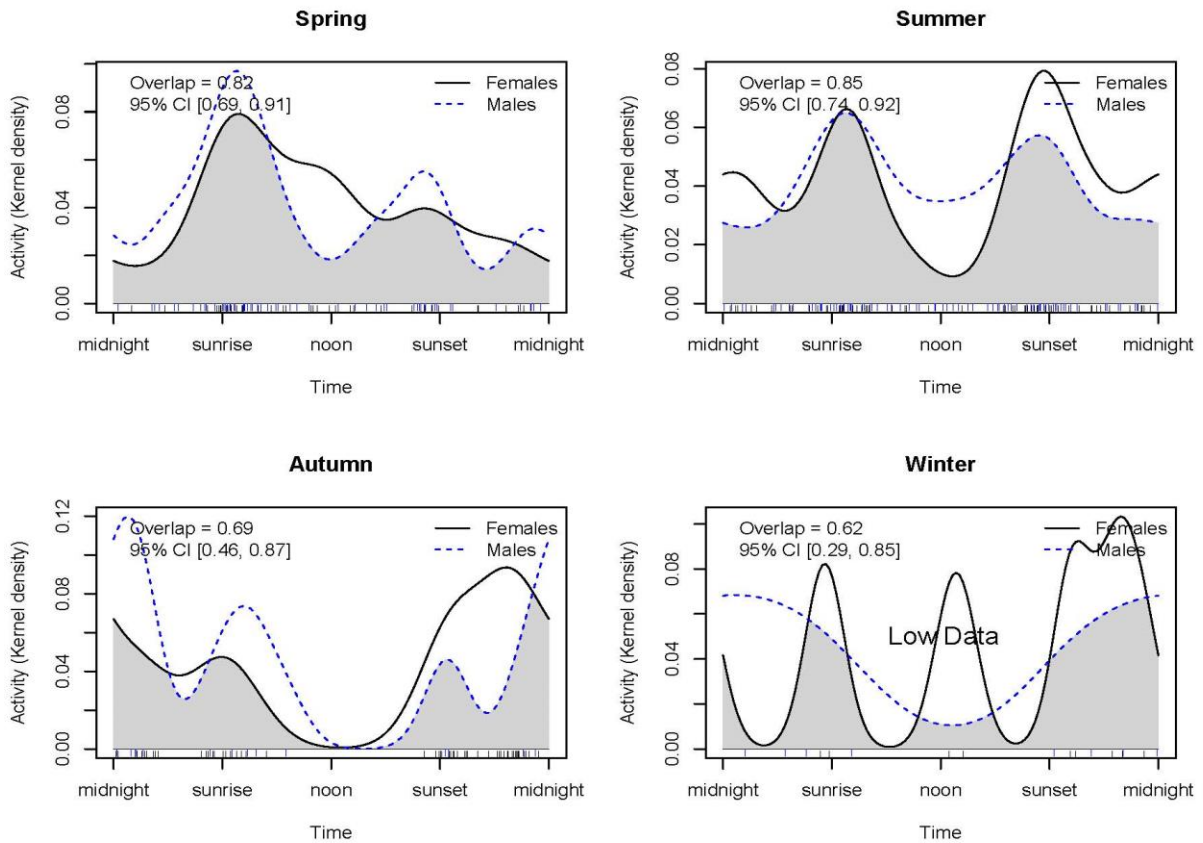 Spring
Overlap = 0.82
95% CI [0.69, 0.91]
Females
Males
Activity (Kernel density)
0.00
0.04
0.08
midnight
sunrise
noon
sunset
midnight
Time
Summer
Overlap = 0.85
95% CI [0.74, 0.92]
Females
Males
Activity (Kernel density)
0.00
0.02
0.04
0.06
0.08
midnight
sunrise
noon
sunset
midnight
Time
Autumn
Overlap = 0.69
95% CI [0.46, 0.87]
Females
Males
Activity (Kernel density)
0.00
0.04
0.08
0.12
midnight
sunrise
noon
sunset
midnight
Time
Winter
Overlap = 0.62
95% CI [0.29, 0.85]
Females
Males
Low Data
Activity (Kernel density)
0.00
0.04
0.08
midnight
sunrise
noon
sunset
midnight
Time